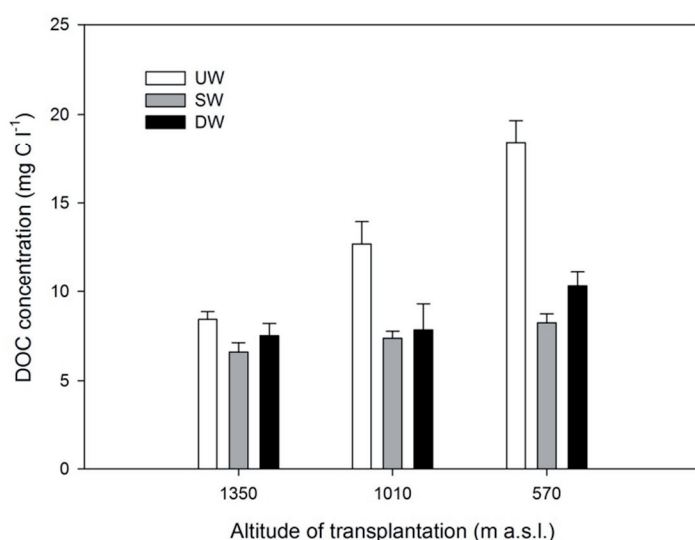 25
20
15
10
5
0
DOC concentration (mg C l⁻¹)
UW
SW
DW
1350 1010 570
Altitude of transplantation (m a.s.l.)